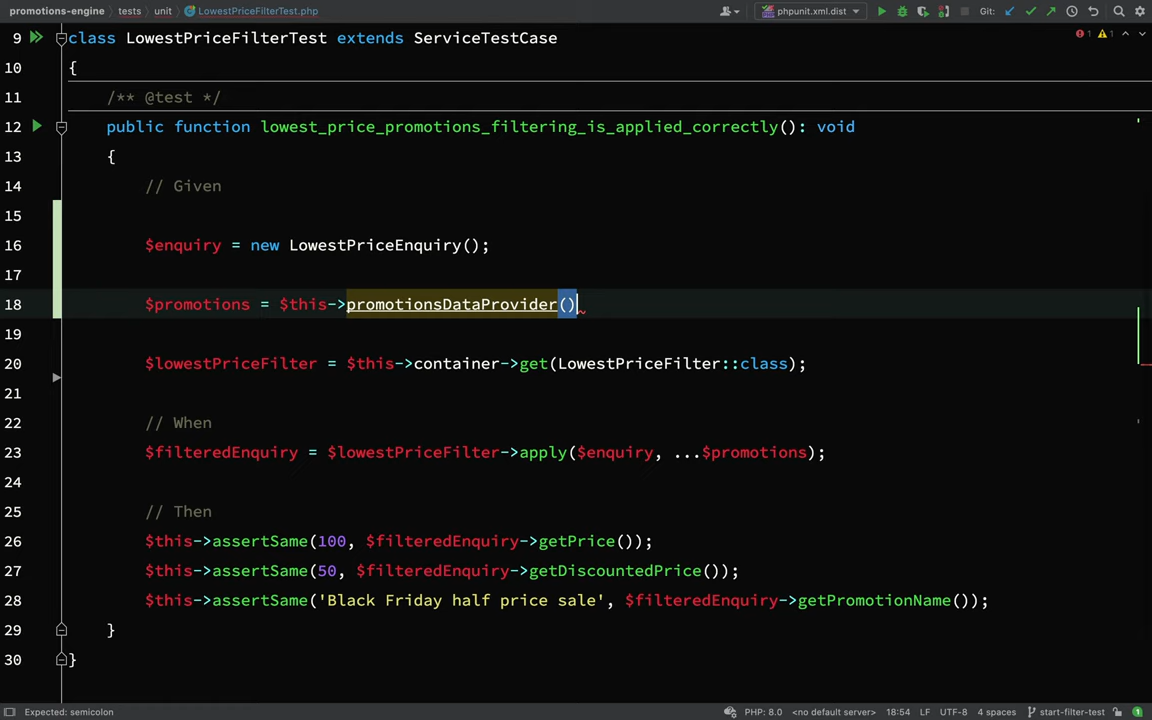 promotions-engine tests unit LowestPriceFilterTest.php phpunit.xml.dist Git:
9 class LowestPriceFilterTest extends ServiceTestCase 1 1
10 {
11 /** @test */
12 public function lowest_price_promotions_filtering_is_applied_correctly(): void
13 {
14 // Given
15
16 $enquiry = new LowestPriceEnquiry();
17
18 $promotions = $this->promotionsDataProvider()
19
20 $lowestPriceFilter = $this->container->get(LowestPriceFilter::class);
21
22 // When
23 $filteredEnquiry = $lowestPriceFilter->apply($enquiry, ...$promotions);
24
25 // Then
26 $this->assertSame(100, $filteredEnquiry->getPrice());
27 $this->assertSame(50, $filteredEnquiry->getDiscountedPrice());
28 $this->assertSame('Black Friday half price sale', $filteredEnquiry->getPromotionName());
29 }
30 }
Expected: semicolon PHP: 8.0 <no default server> 18:54 LF UTF-8 4 spaces start-filter-test 1